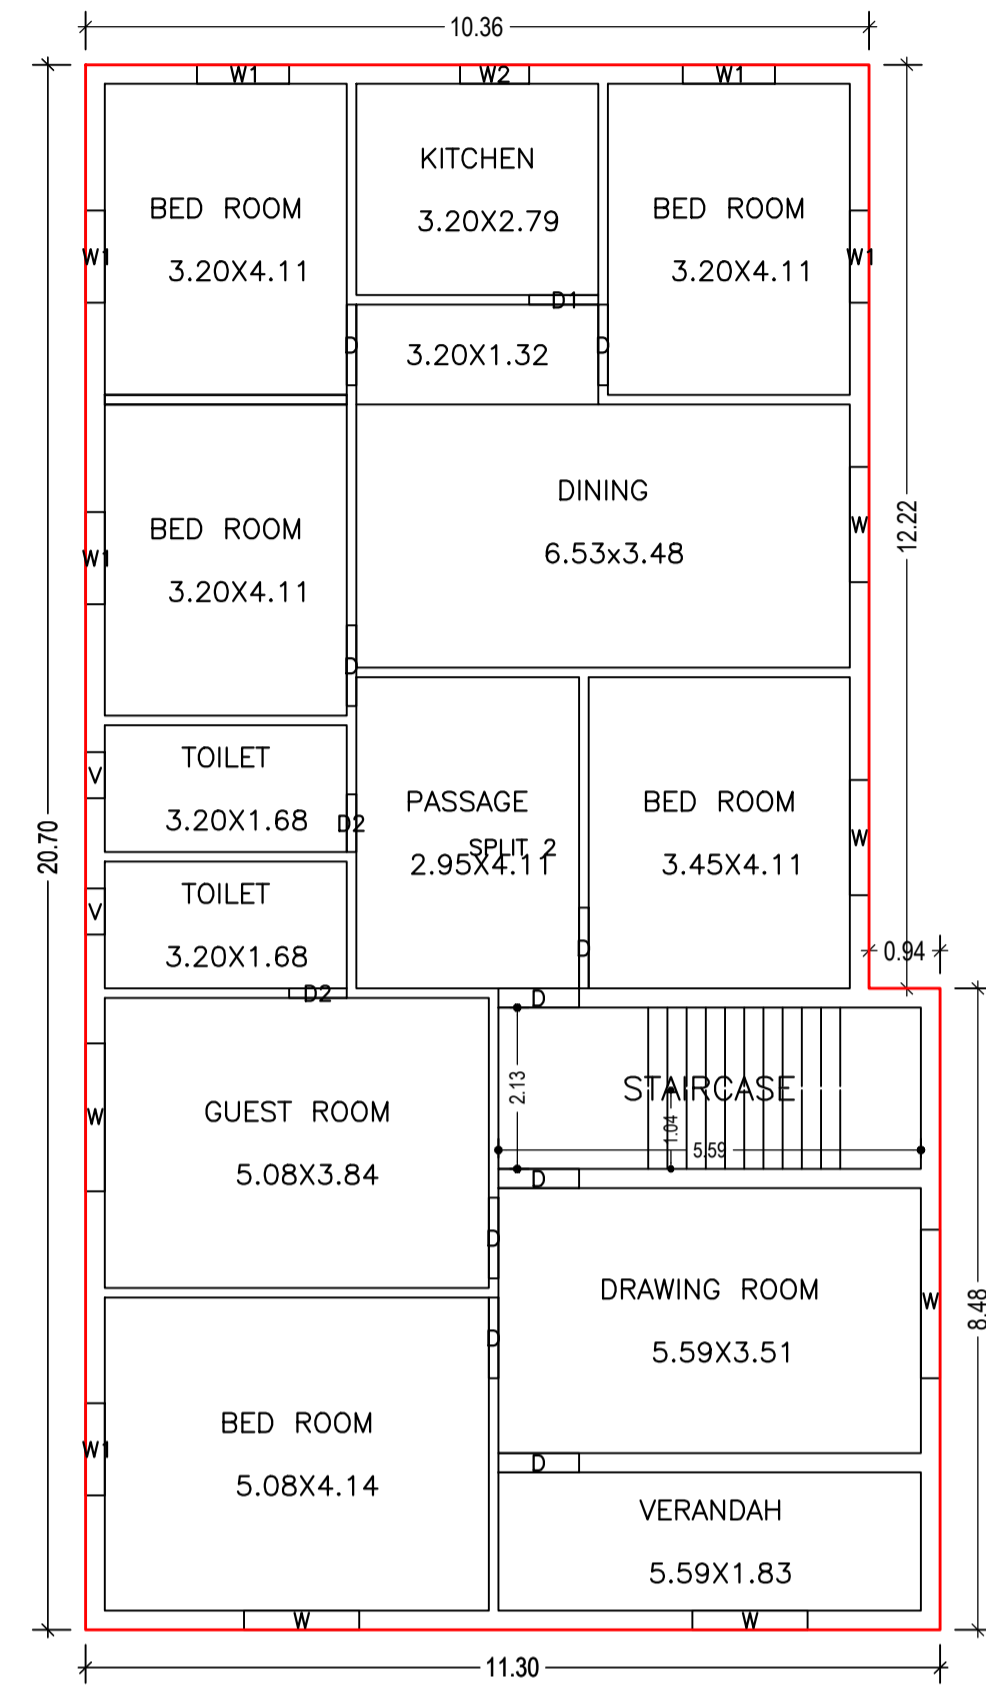 10.36
W1
W2
W1
KITCHEN
3.20X2.79
BED ROOM
3.20X4.11
BED ROOM
3.20X4.11
W1
W1
D1
D
3.20X1.32
D
DINING
6.53x3.48
BED ROOM
3.20X4.11
W1
W
12.22
D
TOILET
3.20X1.68
V
D2
PASSAGE
SPLIT 2
2.95X4.11
BED ROOM
3.45X4.11
W
20.70
TOILET
3.20X1.68
V
D
0.94
D2
D
2.13
STAIRCASE
1.04
5.59
GUEST ROOM
5.08X3.84
W
D
D
DRAWING ROOM
5.59X3.51
W
8.48
D
BED ROOM
5.08X4.14
W1
D
VERANDAH
5.59X1.83
W
W
11.30